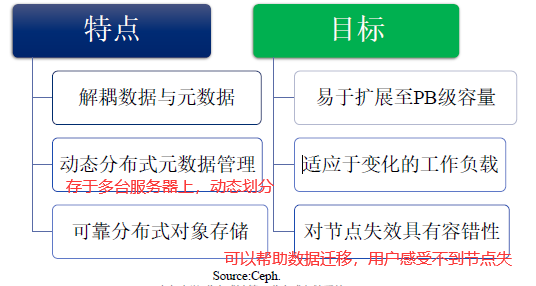 特点
目标
解耦数据与元数据
易于扩展至PB级容量
动态分布式元数据管理
适应于变化的工作负载
存于多台服务器上，动态划分
可靠分布式对象存储
对节点失效具有容错性
可以帮助数据迁移，用户感受不到节点失
Source:Ceph.